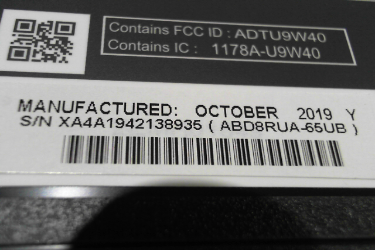 Contains FCC ID : ADTU9W40
Contains IC : 1178A-U9W40
MANUFACTURED: OCTOBER 2019 Y
S/N XA4A1942138935 ( ABD8RUA-65UB )